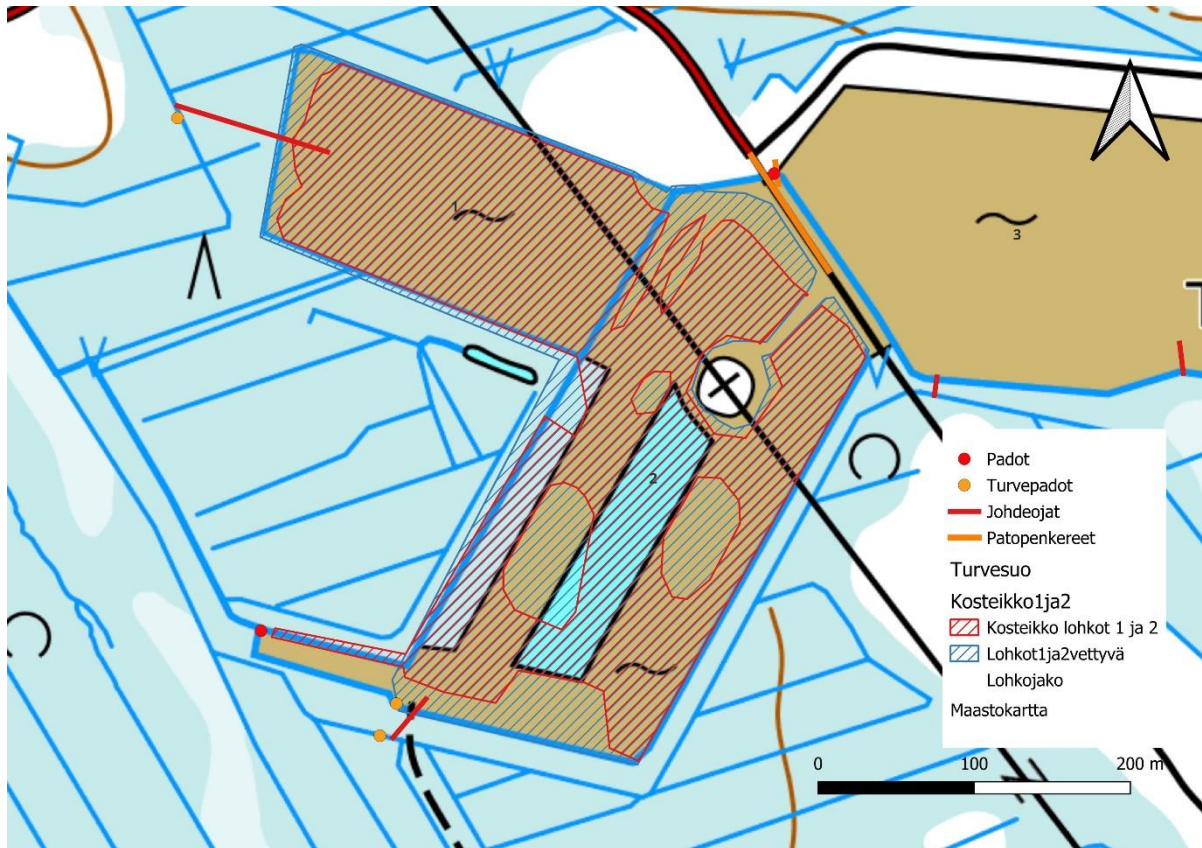 1
3
2
Padot
Turvepadot
Johdeojat
Patopenkereet
Turvesuo
Kosteikko1ja2
Kosteikko lohkot 1 ja 2
Lohkot1ja2vettyvä
Lohkojako
Maastokartta
0 100 200 m